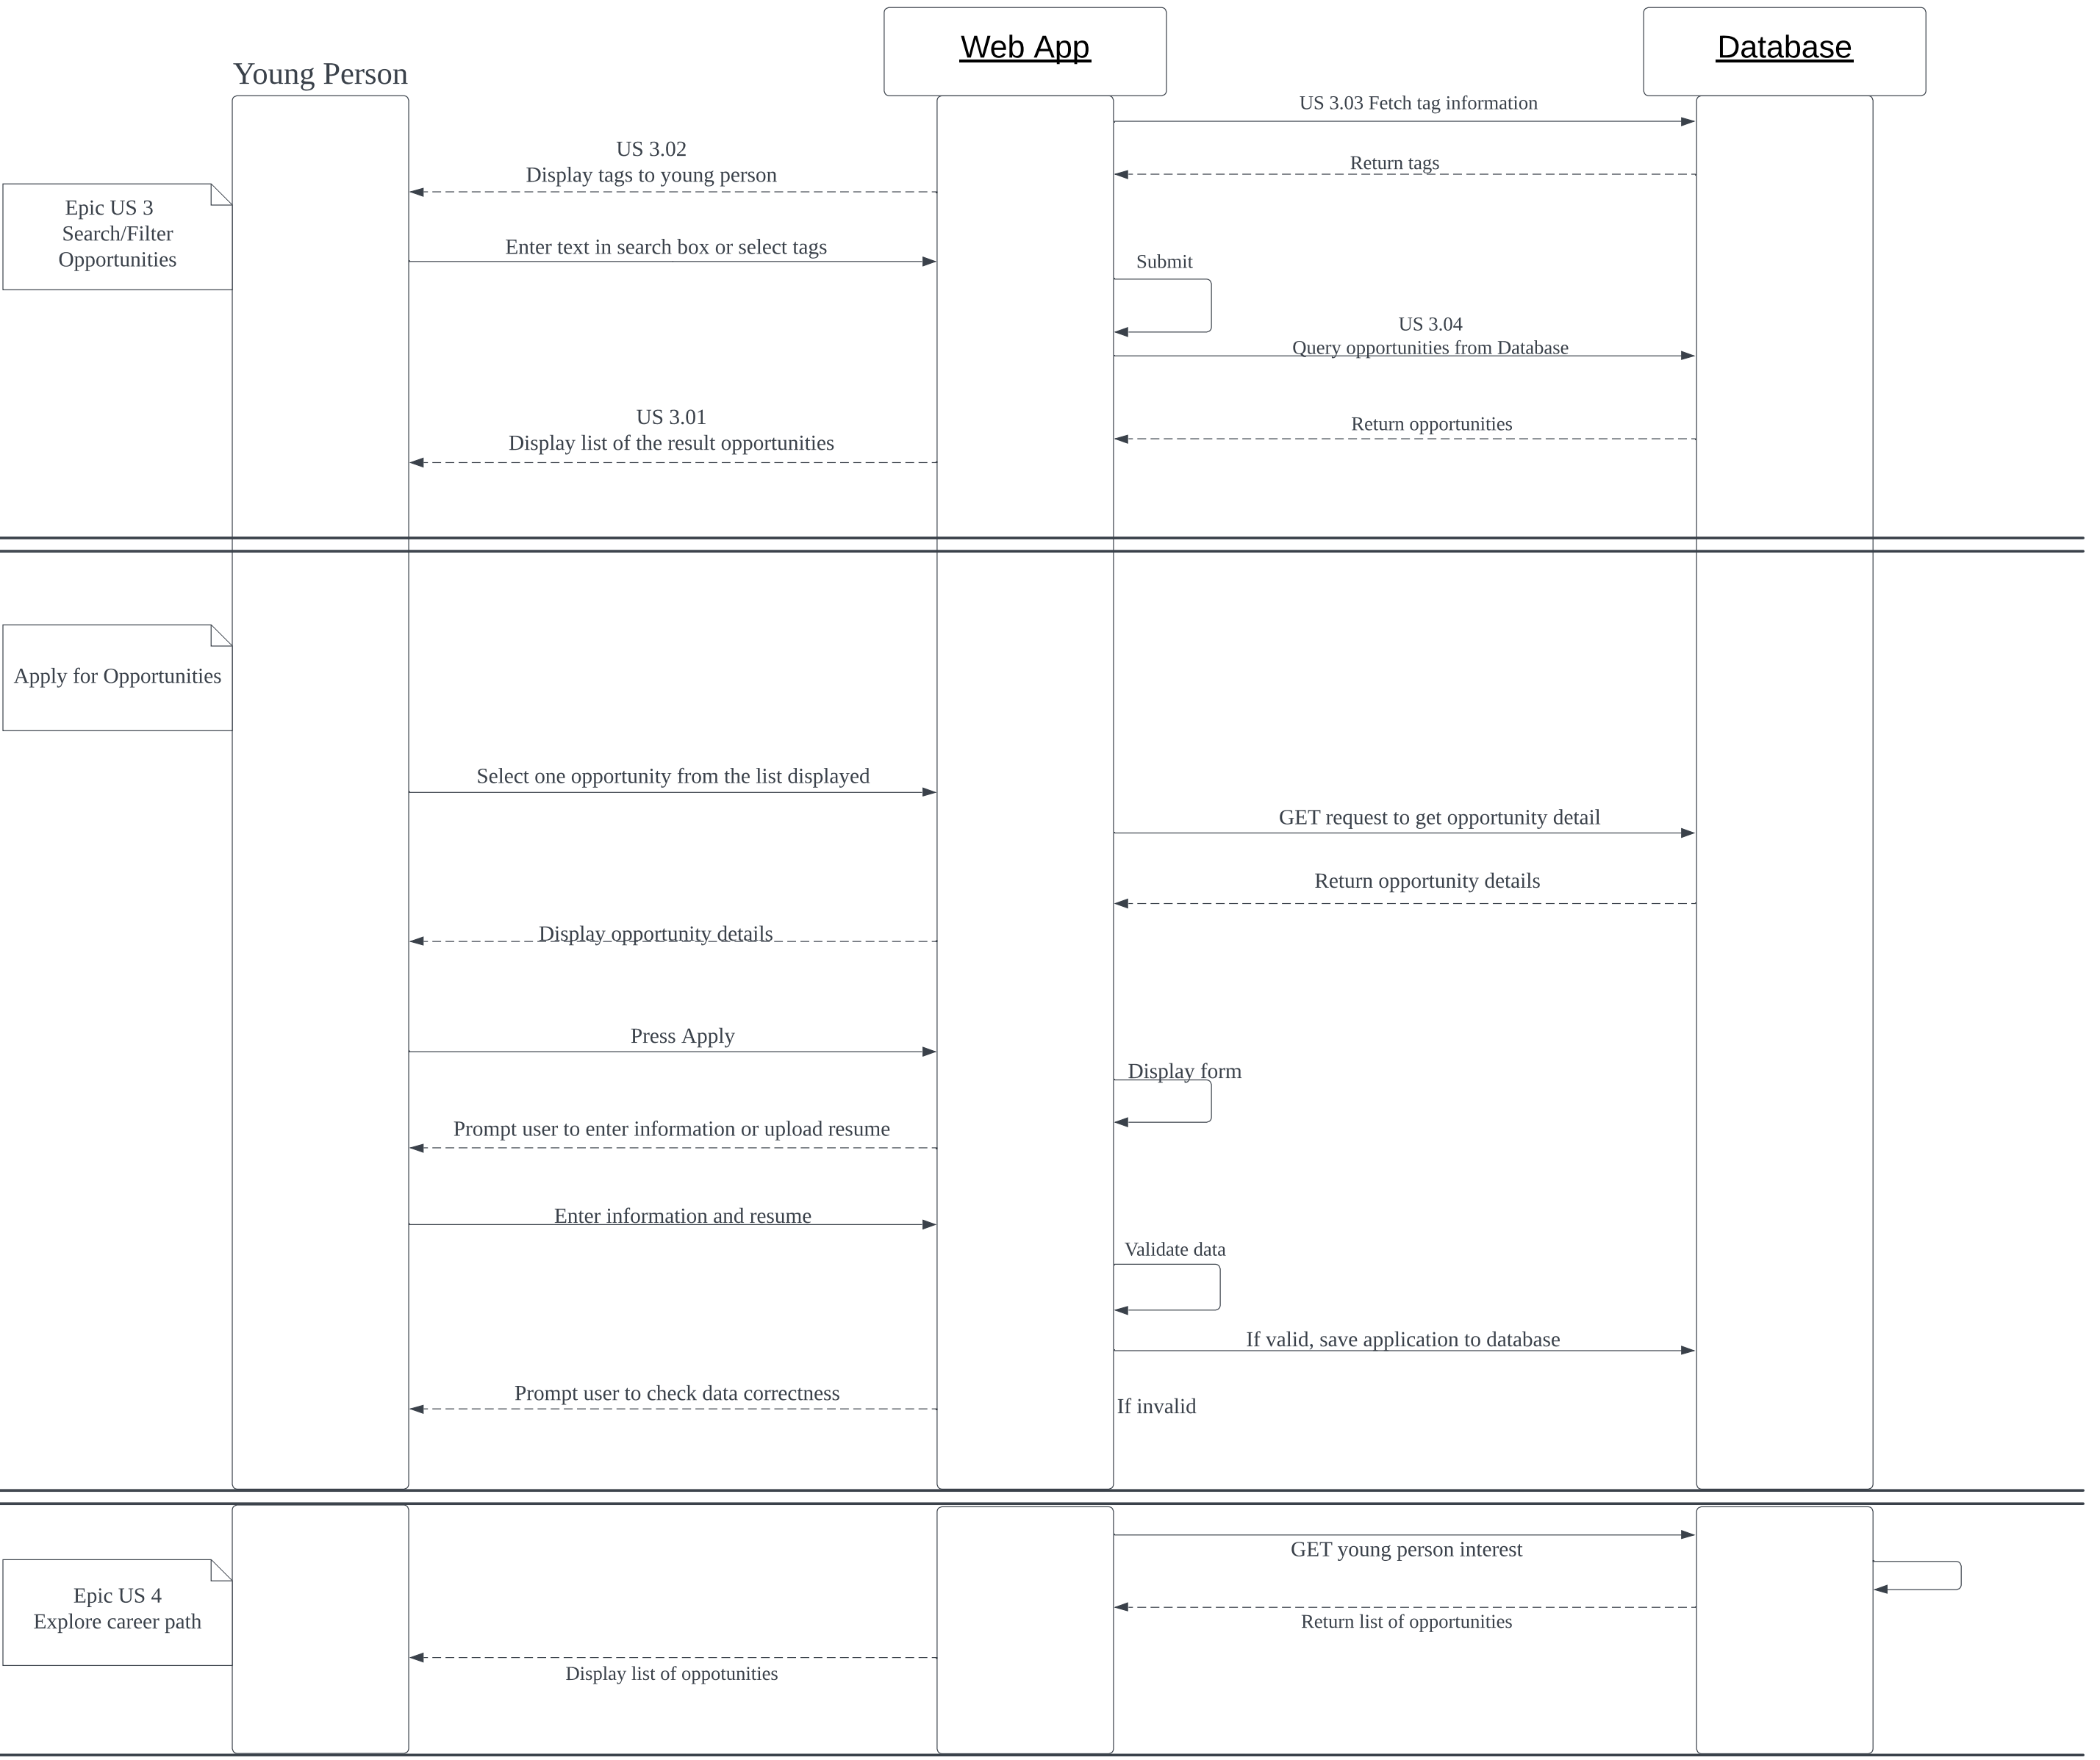 Young Person
Web App
Database
US 3.03 Fetch tag information
US 3.02
Display tags to young person
Return tags
Epic US 3
Search/Filter
Opportunities
Enter text in search box or select tags
Submit
US 3.04
Query opportunities from Database
US 3.01
Display list of the result opportunities
Return opportunities
Apply for Opportunities
Select one opportunity from the list displayed
GET request to get opportunity detail
Return opportunity details
Display opportunity details
Press Apply
Display form
Prompt user to enter information or upload resume
Enter information and resume
Validate data
If valid, save application to database
Prompt user to check data correctness
If invalid
GET young person interest
Epic US 4
Explore career path
Return list of opportunities
Display list of oppotunities